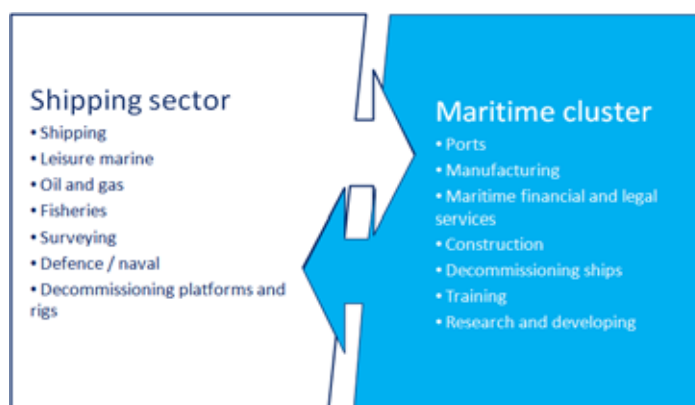 Shipping sector
• Shipping
• Leisure marine
• Oil and gas
• Fisheries
• Surveying
• Defence / naval
• Decommissioning platforms and
rigs
Maritime cluster
• Ports
• Manufacturing
• Maritime financial and legal
services
• Construction
• Decommissioning ships
• Training
• Research and developing